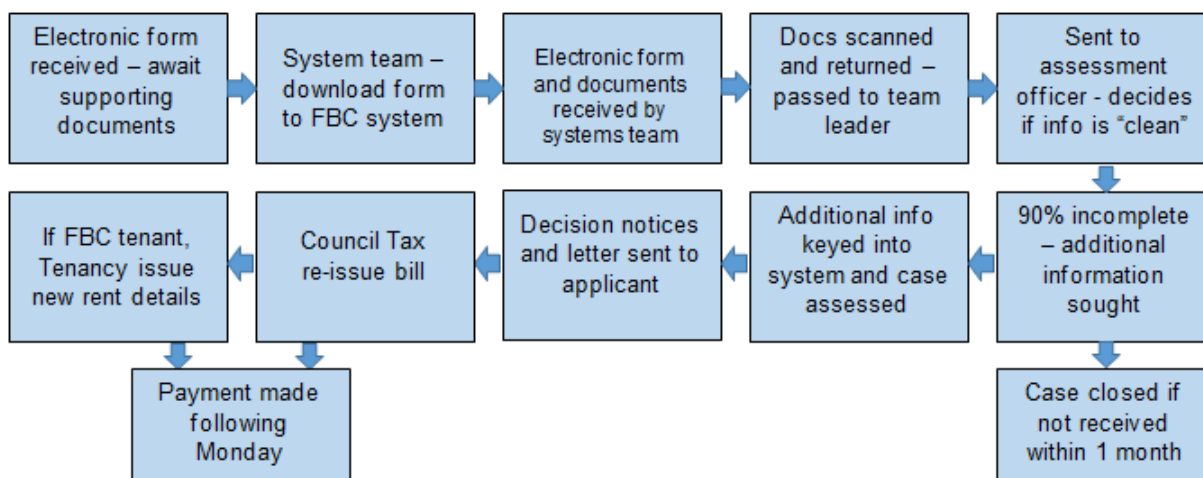 Electronic form
received – await
supporting
documents
System team –
download form
to FBC system
Electronic form
and documents
received by
systems team
Docs scanned
and returned –
passed to team
leader
Sent to
assessment
officer - decides
if info is “clean”
90% incomplete
– additional
information
sought
Additional info
keyed into
system and case
assessed
Decision notices
and letter sent to
applicant
Council Tax
re-issue bill
If FBC tenant,
Tenancy issue
new rent details
Payment made
following
Monday
Case closed if
not received
within 1 month